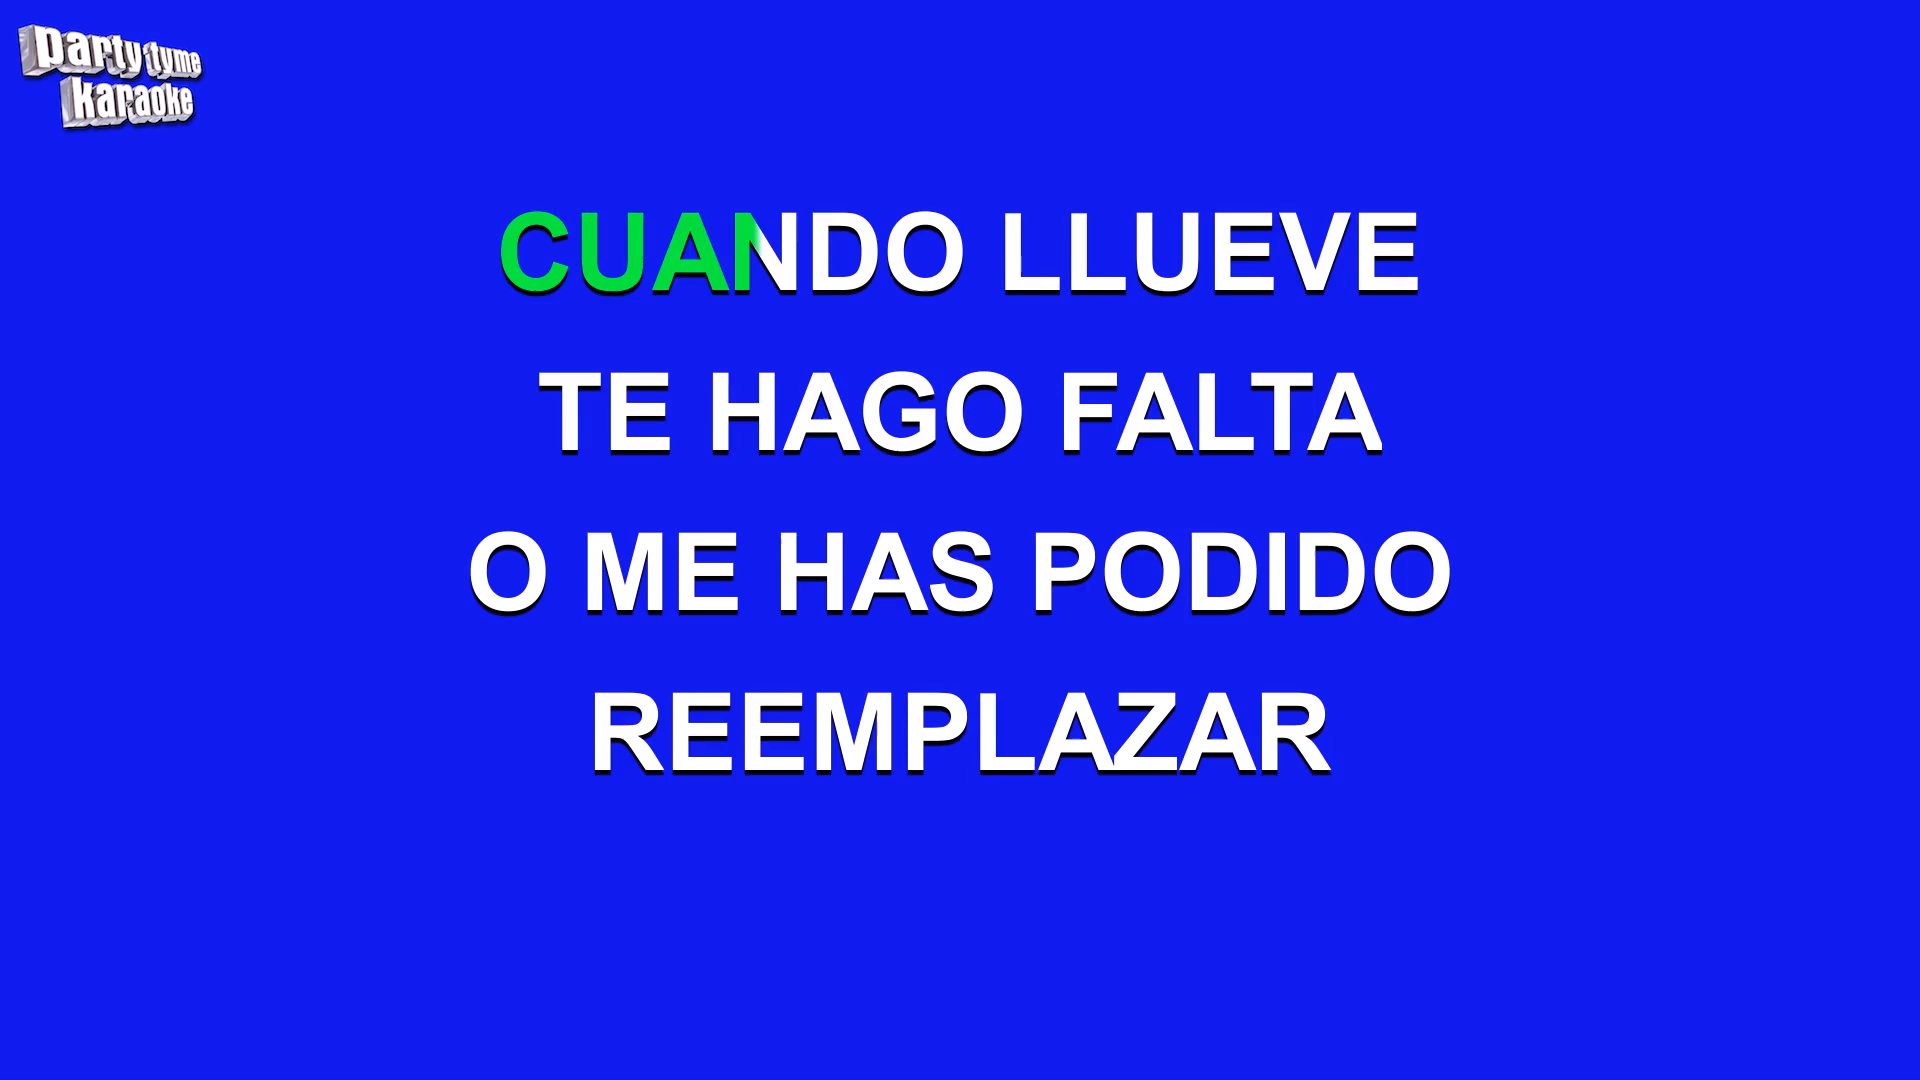 party tyme
karaoke
CUANDO LLUEVE
TE HAGO FALTA
O ME HAS PODIDO
REEMPLAZAR